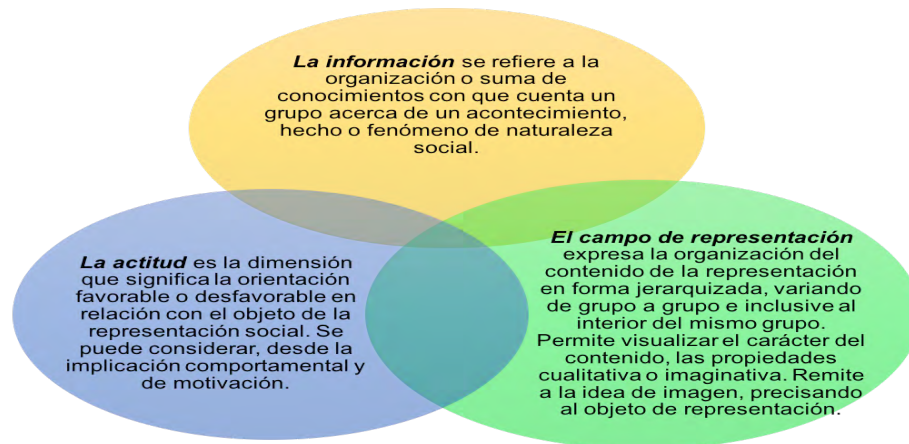 La información se refiere a la
organización o suma de
conocimientos con que cuenta un
grupo acerca de un acontecimiento,
hecho o fenómeno de naturaleza
social.
La actitud es la dimensión
que significa la orientación
favorable o desfavorable en
relación con el objeto de la
representación social. Se
puede considerar, desde la
implicación comportamental y
de motivación.
El campo de representación
expresa la organización del
contenido de la representación
en forma jerarquizada, variando
de grupo a grupo e inclusive al
interior del mismo grupo.
Permite visualizar el carácter del
contenido, las propiedades
cualitativa o imaginativa. Remite
a la idea de imagen, precisando
al objeto de representación.